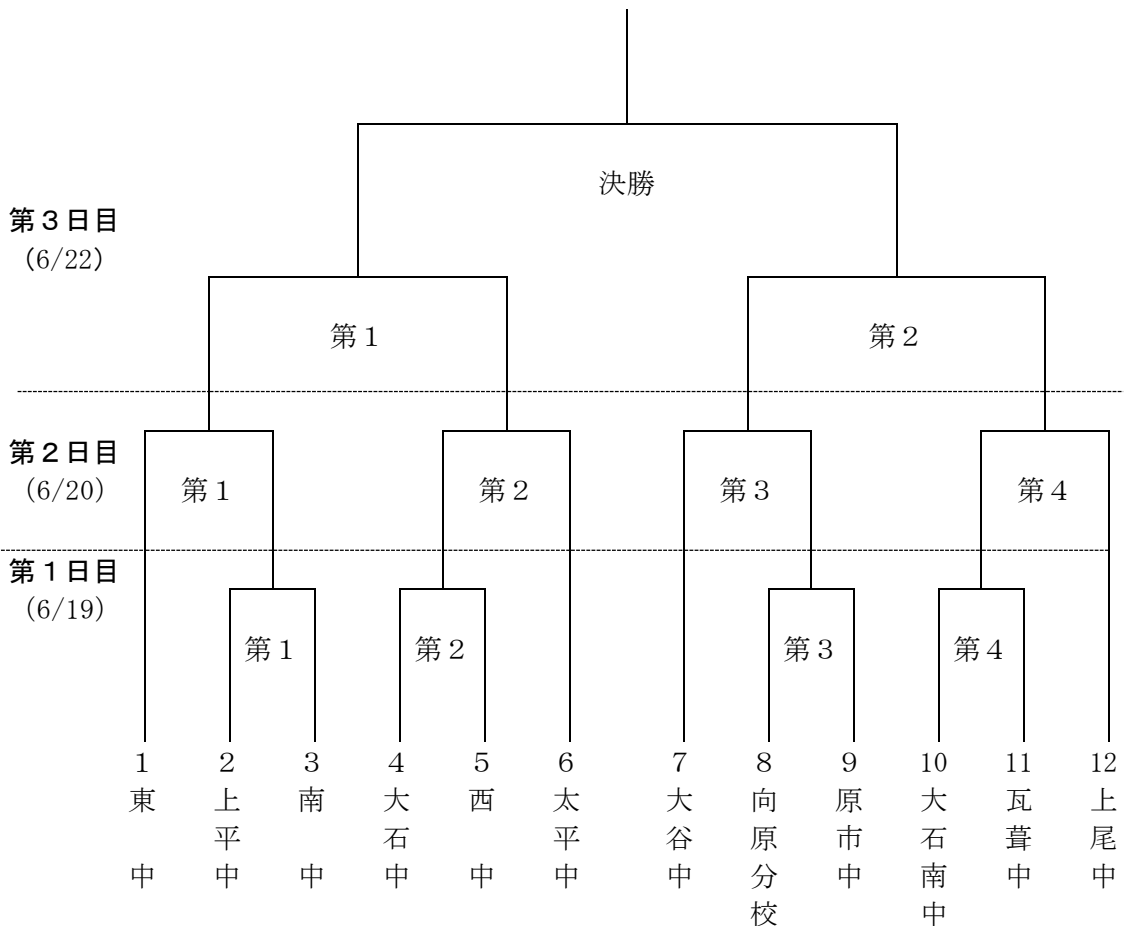 決勝
第３日目
(6/22)
第１
第２
第２日目
(6/20)
第１
第２
第３
第４
第１日目
(6/19)
第１
第２
第３
第４
1 東中
2 上平中
3 南中
4 大石中
5 西中
6 太平中
7 大谷中
8 向原分校
9 原市中
10 大石南中
11 瓦葺中
12 上尾中